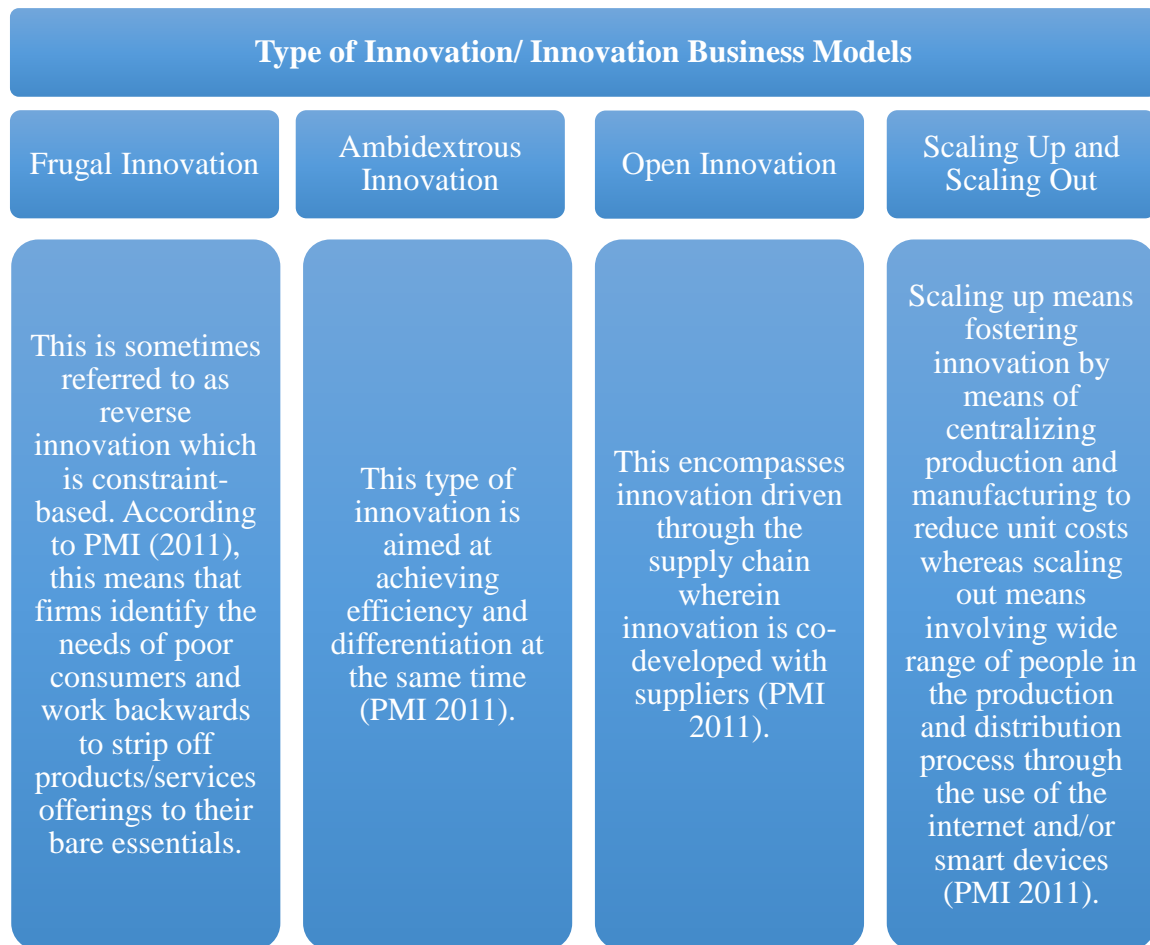 Type of Innovation/ Innovation Business Models
Frugal Innovation
Ambidextrous
Innovation
Open Innovation
Scaling Up and
Scaling Out
This is sometimes
referred to as
reverse
innovation which
is constraint-
based. According
to PMI (2011),
this means that
firms identify the
needs of poor
consumers and
work backwards
to strip off
products/services
offerings to their
bare essentials.
This type of
innovation is
aimed at
achieving
efficiency and
differentiation at
the same time
(PMI 2011).
This encompasses
innovation driven
through the
supply chain
wherein
innovation is co-
developed with
suppliers (PMI
2011).
Scaling up means
fostering
innovation by
means of
centralizing
production and
manufacturing to
reduce unit costs
whereas scaling
out means
involving wide
range of people in
the production
and distribution
process through
the use of the
internet and/or
smart devices
(PMI 2011).